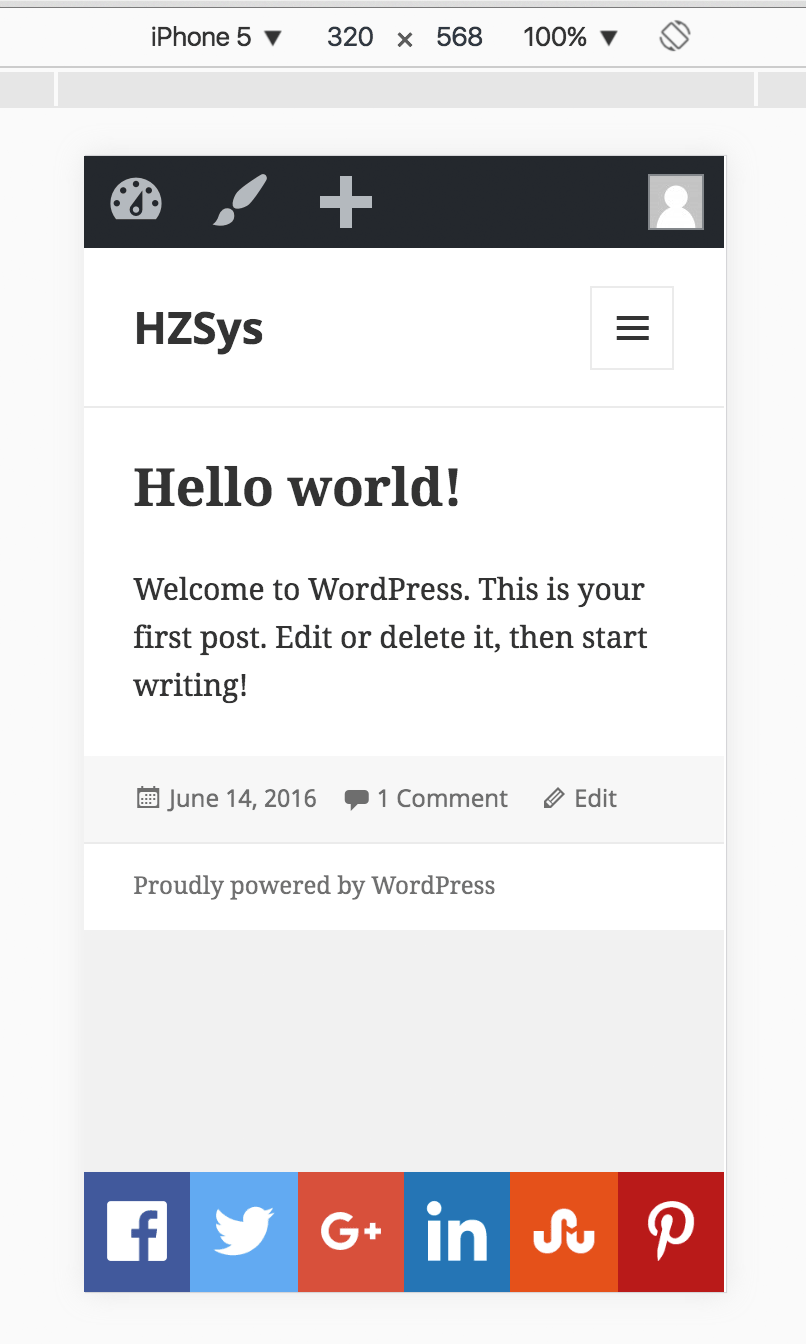 iPhone 5 ▼ 320 × 568 100% ▼
HZSys
Hello world!
Welcome to WordPress. This is your
first post. Edit or delete it, then start
writing!
June 14, 2016 1 Comment Edit
Proudly powered by WordPress
f G+ in